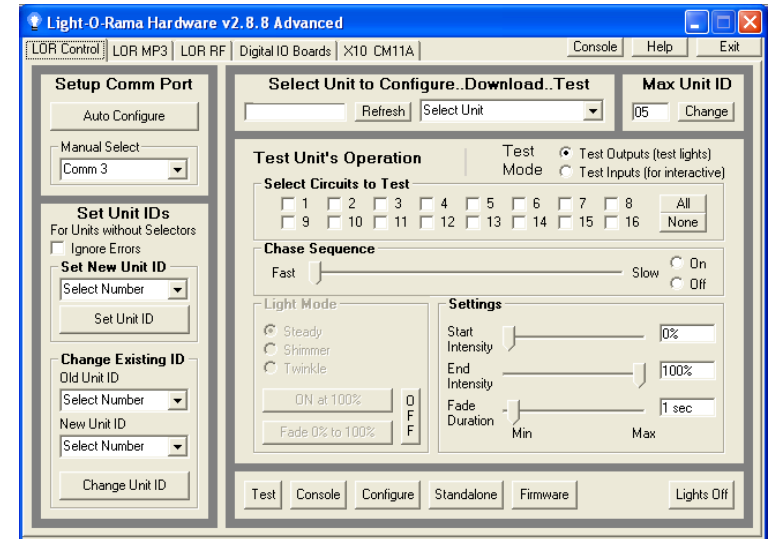 Light-O-Rama Hardware v2.8.8 Advanced
LOR Control LOR MP3 LOR RF Digital IO Boards X10 CM11A Console Help Exit
Setup Comm Port
Auto Configure
Manual Select
Comm 3
Select Unit to Configure..Download..Test
Refresh Select Unit
Max Unit ID
05 Change
Set Unit IDs
For Units without Selectors
Ignore Errors
Set New Unit ID
Select Number
Set Unit ID
Change Existing ID
Old Unit ID
Select Number
New Unit ID
Select Number
Change Unit ID
Test Unit's Operation
Test Mode
Test Outputs (test lights)
Test Inputs (for interactive)
Select Circuits to Test
1 2 3 4 5 6 7 8 All
9 10 11 12 13 14 15 16 None
Chase Sequence
Fast Slow
On
Off
Light Mode
Steady
Shimmer
Twinkle
ON at 100%
Fade 0% to 100%
OFF
Settings
Start Intensity 0%
End Intensity 100%
Fade Duration 1 sec
Min Max
Test Console Configure Standalone Firmware Lights Off